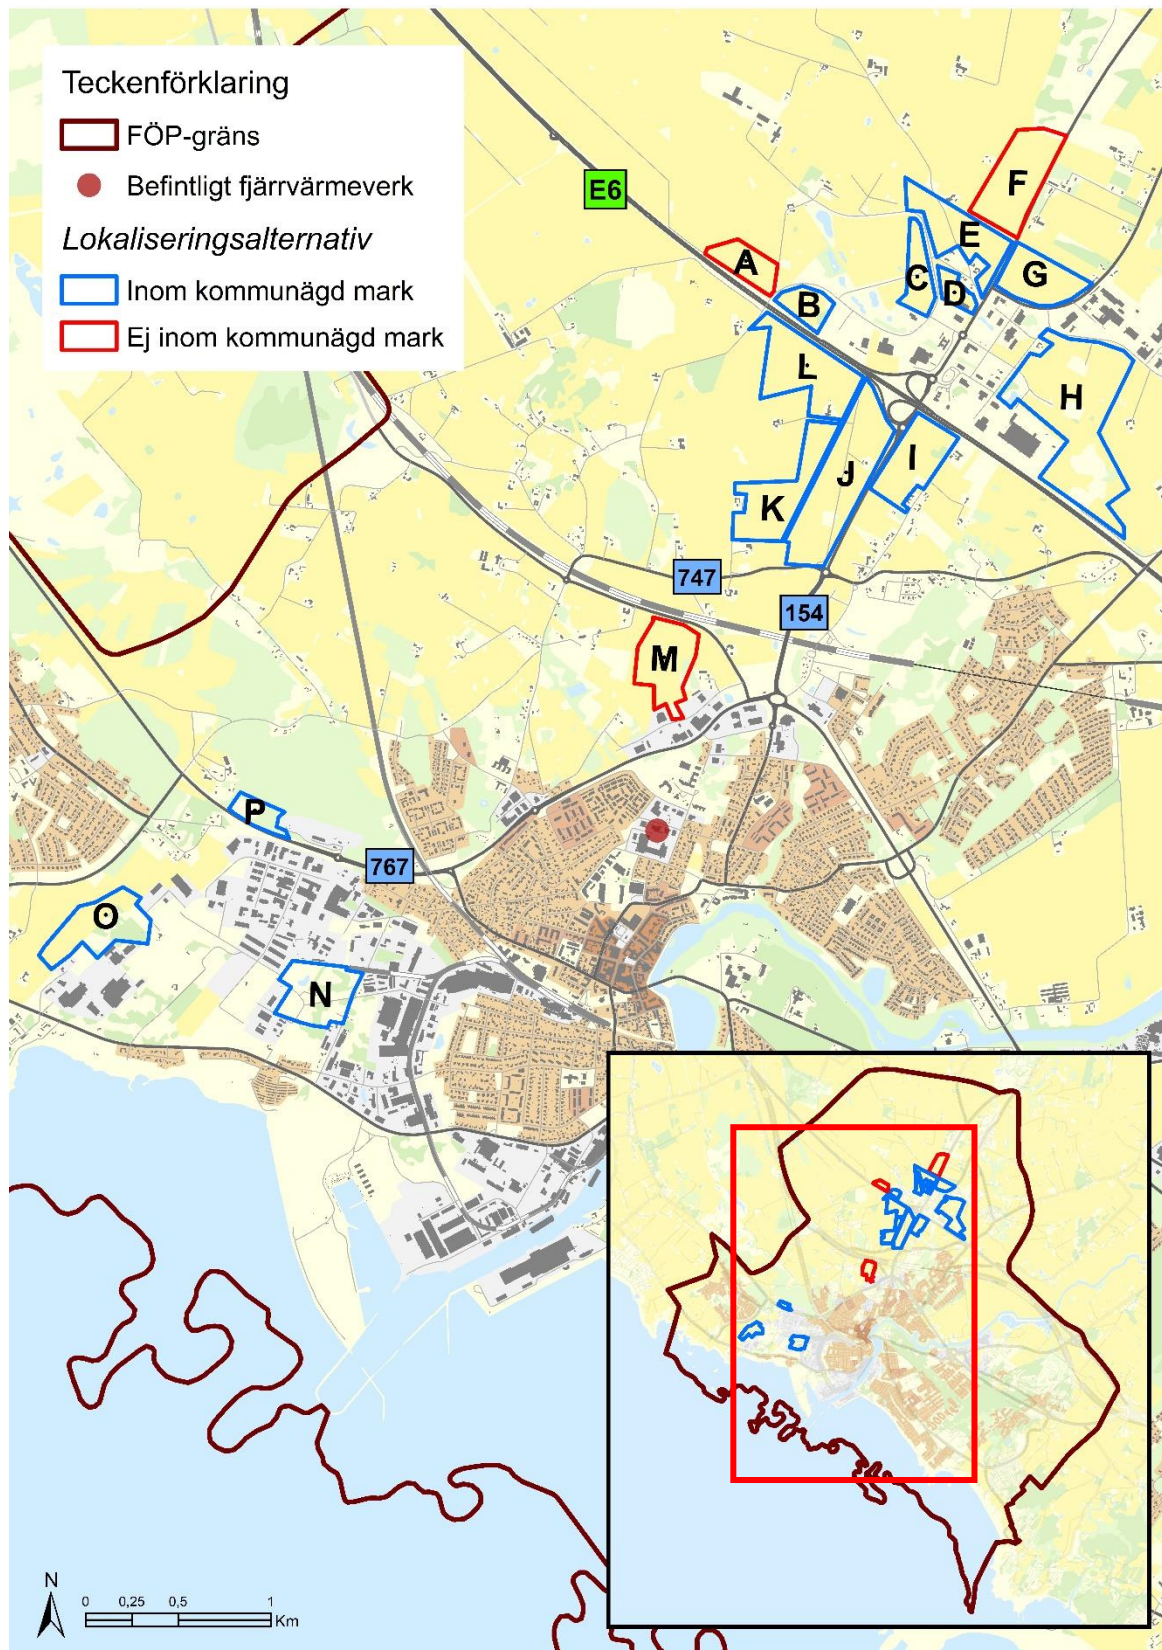 Teckenförklaring
FÖP-gräns
Befintligt fjärrvärmeverk
Lokaliseringsalternativ
Inom kommunägd mark
Ej inom kommunägd mark
E6
F
A
E
B
C
D
G
L
H
I
J
K
747
154
M
P
767
O
N
N
0 0,25 0,5 1
Km